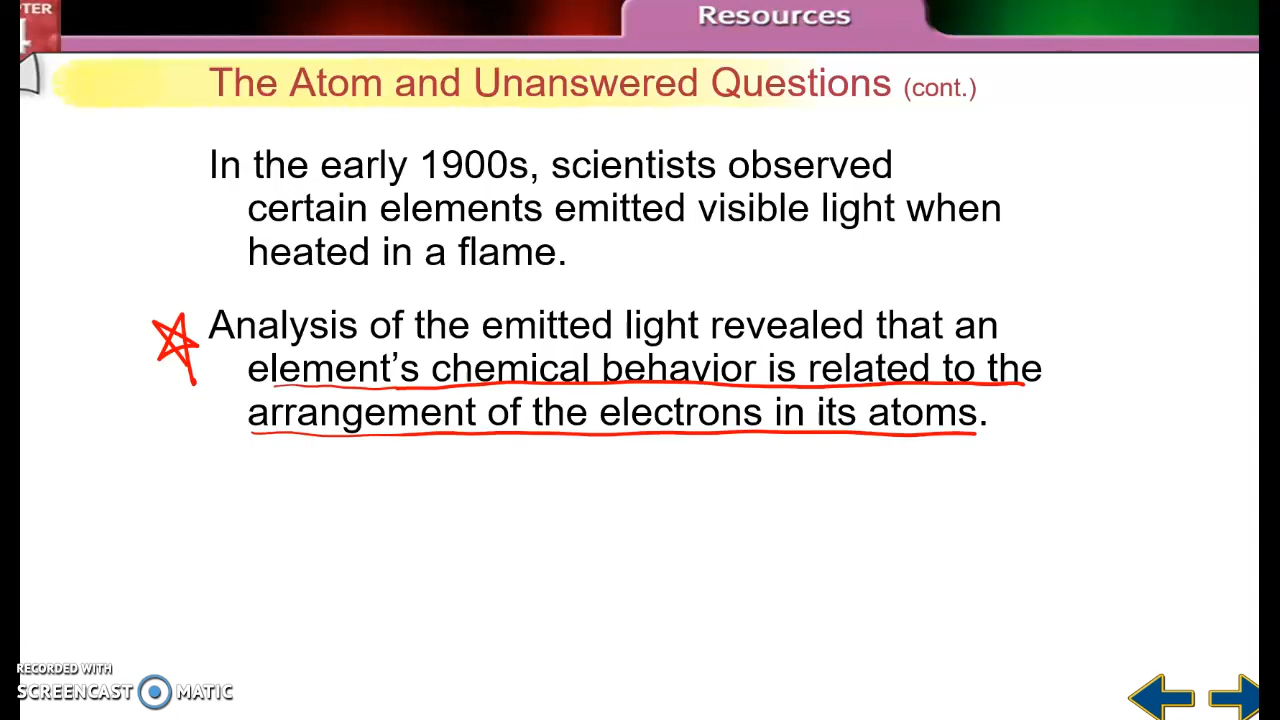 TER
4
Resources
The Atom and Unanswered Questions (cont.)
In the early 1900s, scientists observed
certain elements emitted visible light when
heated in a flame.
Analysis of the emitted light revealed that an
element’s chemical behavior is related to the
arrangement of the electrons in its atoms.
RECORDED WITH
SCREENCAST MATIC